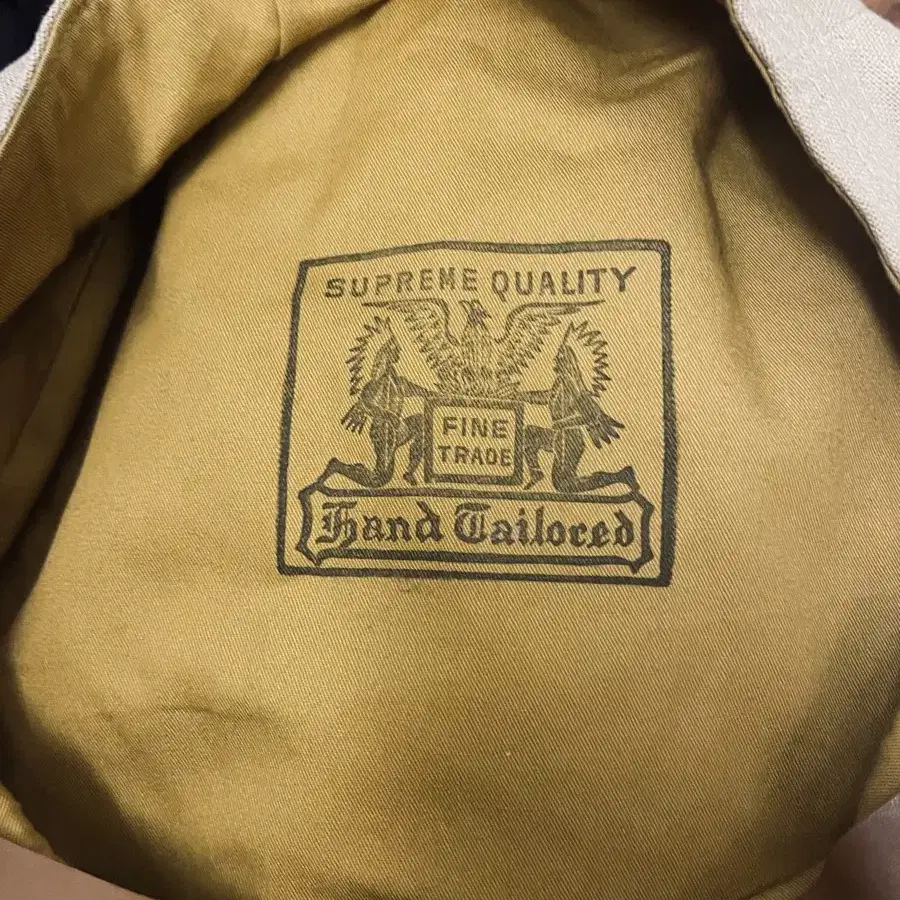 SUPREME QUALITY
FINE
TRADE
Hand Tailored